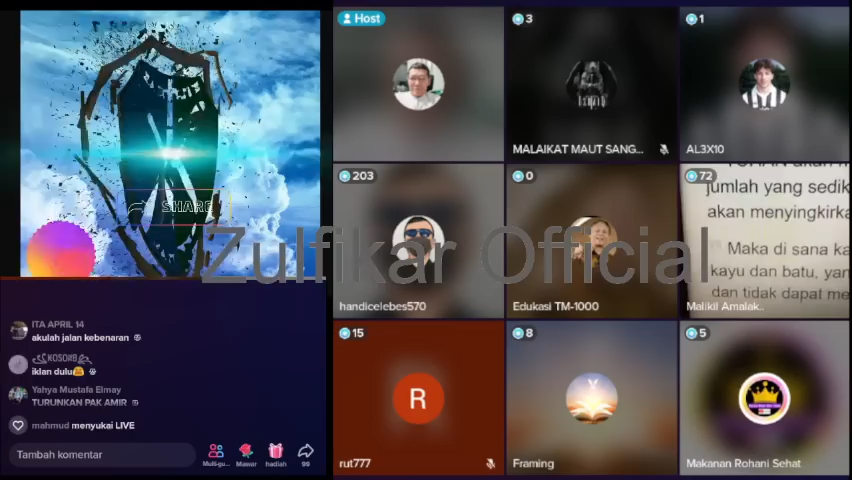 SHARE
ITA APRIL 14
akulah jalan kebenaran
iklan dulu
Yahya Mustafa Elmay
TURUNKAN PAK AMIR
mahmud menyukai LIVE
Tambah komentar
Multi-gu...
Mawar
hadiah
99
Host
3
MALAIKAT MAUT SANG...
1
AL3X10
203
handicelebes570
0
Edukasi TM-1000
72
jumlah yang sedik
akan menyingkirka
Maka di sana ka
kayu dan batu, yan
dan tidak dapat me
Malikil Amalak..
Zulfikar Official
15
R
rut777
8
Framing
5
Makanan Rohani Sehat